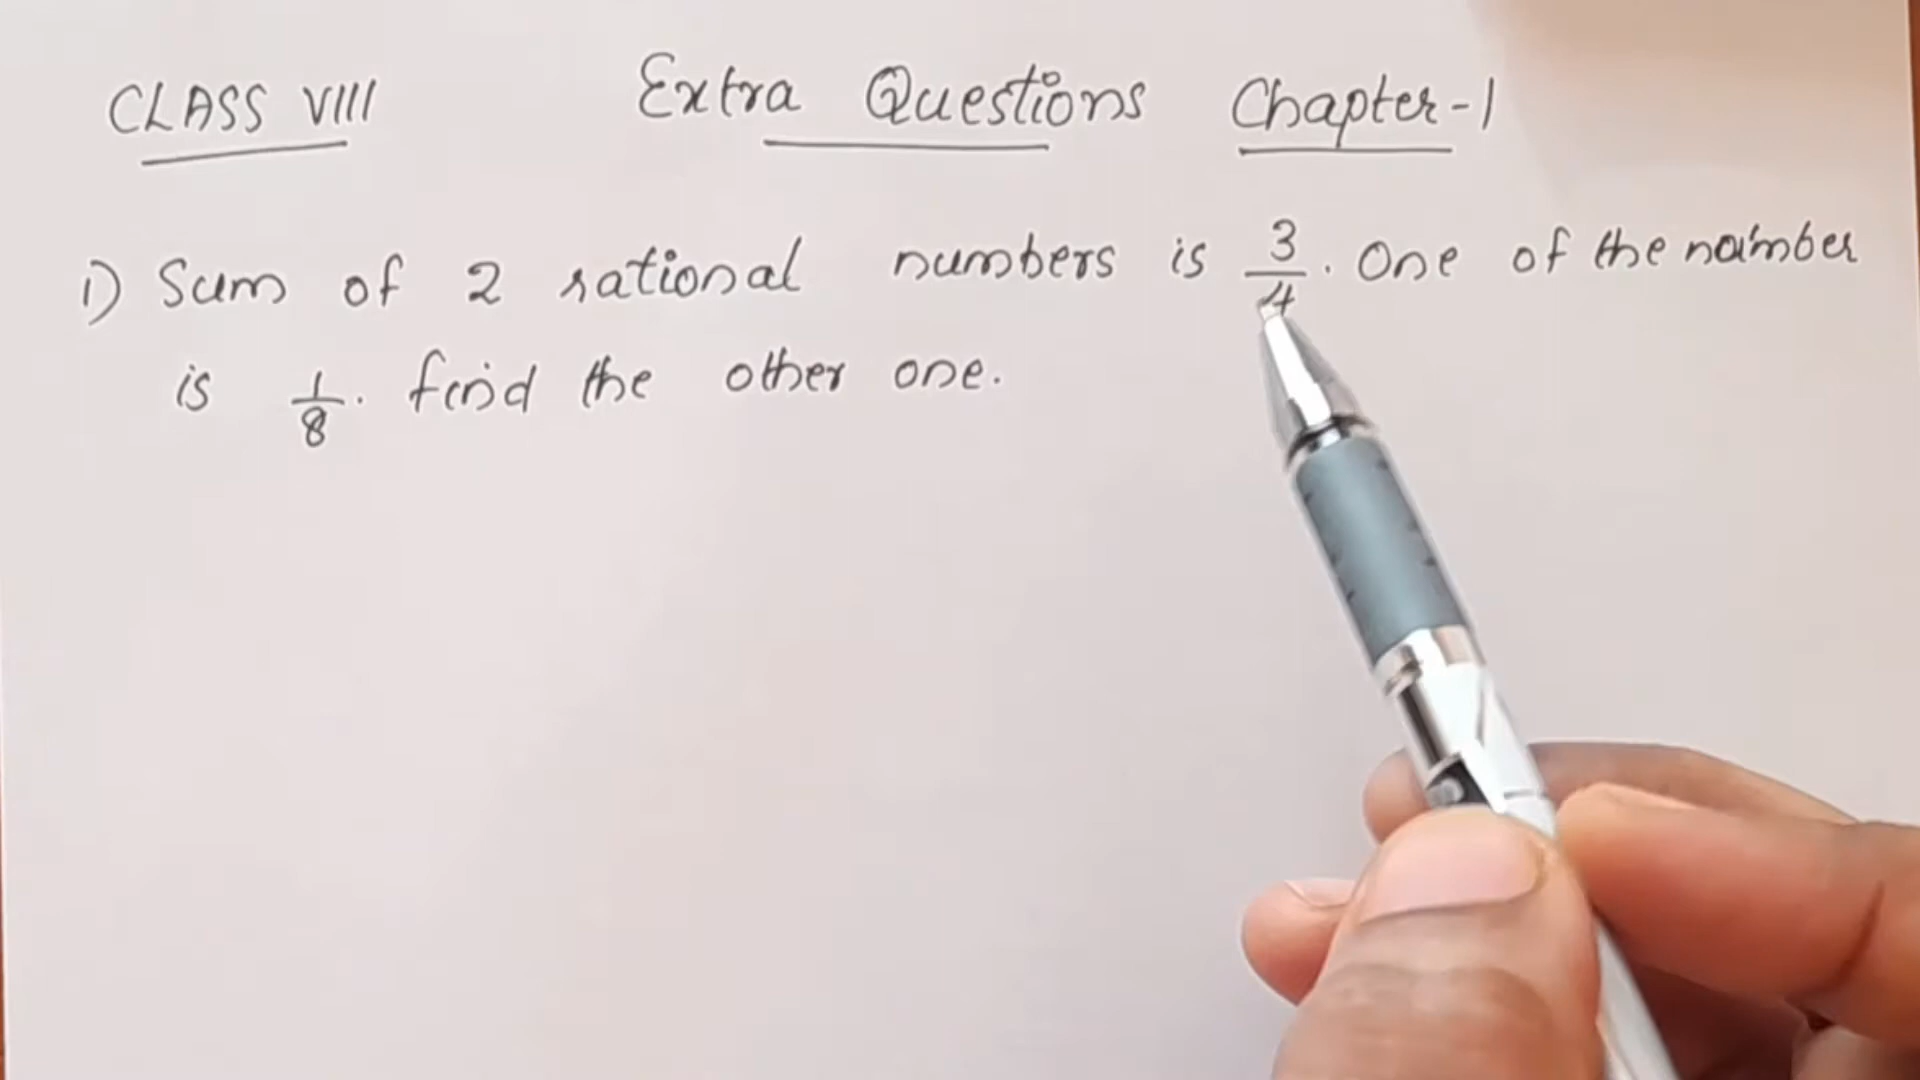 CLASS VIII Extra Questions Chapter-1
1) Sum of 2 rational numbers is 3/4. One of the number
is 1/8. find the other one.